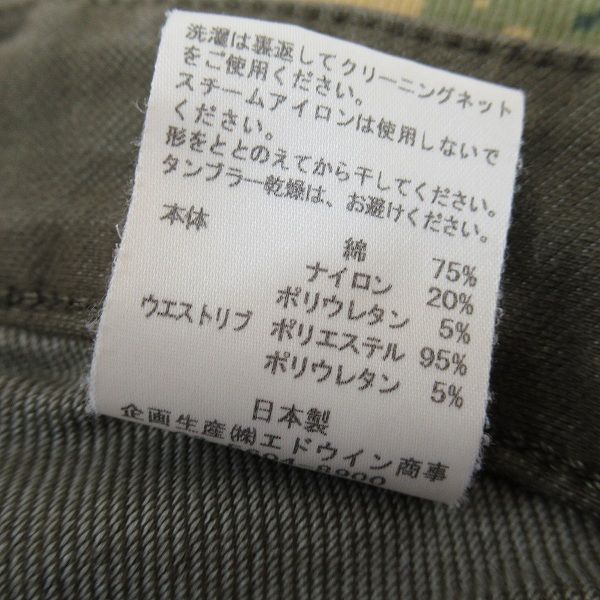 洗濯は裏返してクリーニングネット
をご使用ください。
スチームアイロンは使用しないで
ください。
形をととのえてから干してください。
タンブラー乾燥は、お避けください。
本体 綿 75%
ナイロン 20%
ポリウレタン 5%
ウエストリブ ポリエステル 95%
ポリウレタン 5%
日本製
企画生産㈱エドウイン商事